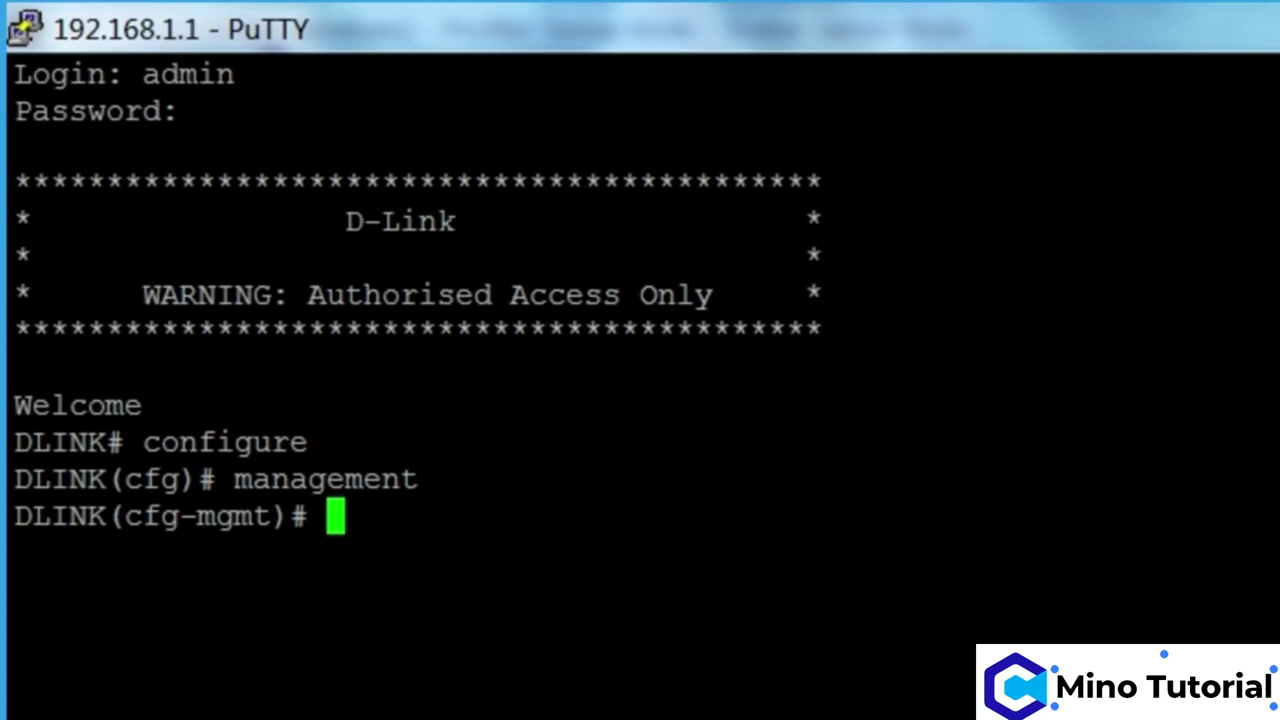 192.168.1.1 - PuTTY
Login: admin
Password:
********************************************
* D-Link *
* *
* WARNING: Authorised Access Only *
********************************************
Welcome
DLINK# configure
DLINK(cfg)# management
DLINK(cfg-mgmt)#
Mino Tutorial